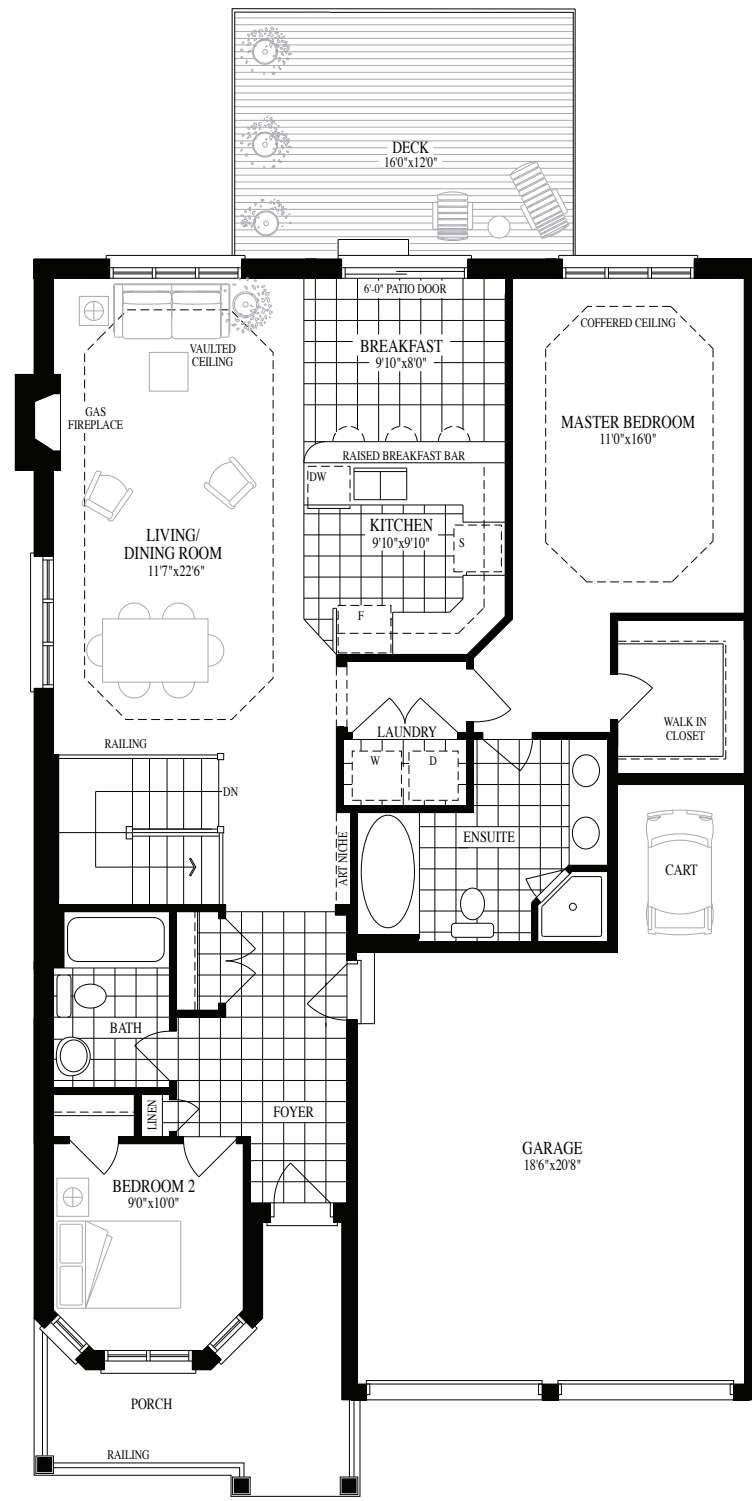 DECK
16'0"x12'0"
6'-0" PATIO DOOR
COFFERED CEILING
BREAKFAST
9'10"x8'0"
VAULTED
CEILING
GAS
FIREPLACE
MASTER BEDROOM
11'0"x16'0"
RAISED BREAKFAST BAR
DW
KITCHEN
9'10"x9'10"
S
LIVING/
DINING ROOM
11'7"x22'6"
F
WALK IN
CLOSET
LAUNDRY
RAILING
W
D
DN
ENSUITE
ART NICHE
CART
BATH
LINEN
FOYER
GARAGE
18'6"x20'8"
BEDROOM 2
9'0"x10'0"
PORCH
RAILING